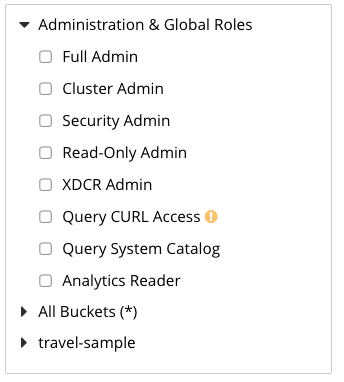 Administration & Global Roles
Full Admin
Cluster Admin
Security Admin
Read-Only Admin
XDCR Admin
Query CURL Access !
Query System Catalog
Analytics Reader
All Buckets (*)
travel-sample